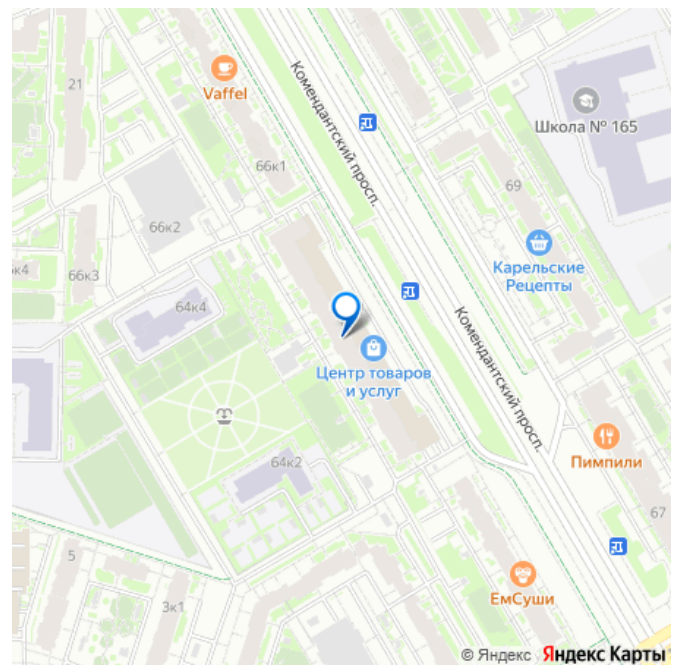 21
Vaffel
Комендантский просп.
Школа № 165
66к1
69
66к2
Карельские
Рецепты
к4
66к3
64к4
Комендантский просп.
Центр товаров
и услуг
Пимпили
64к2
67
5
ЕмСуши
3к1
© Яндекс Яндекс Карты